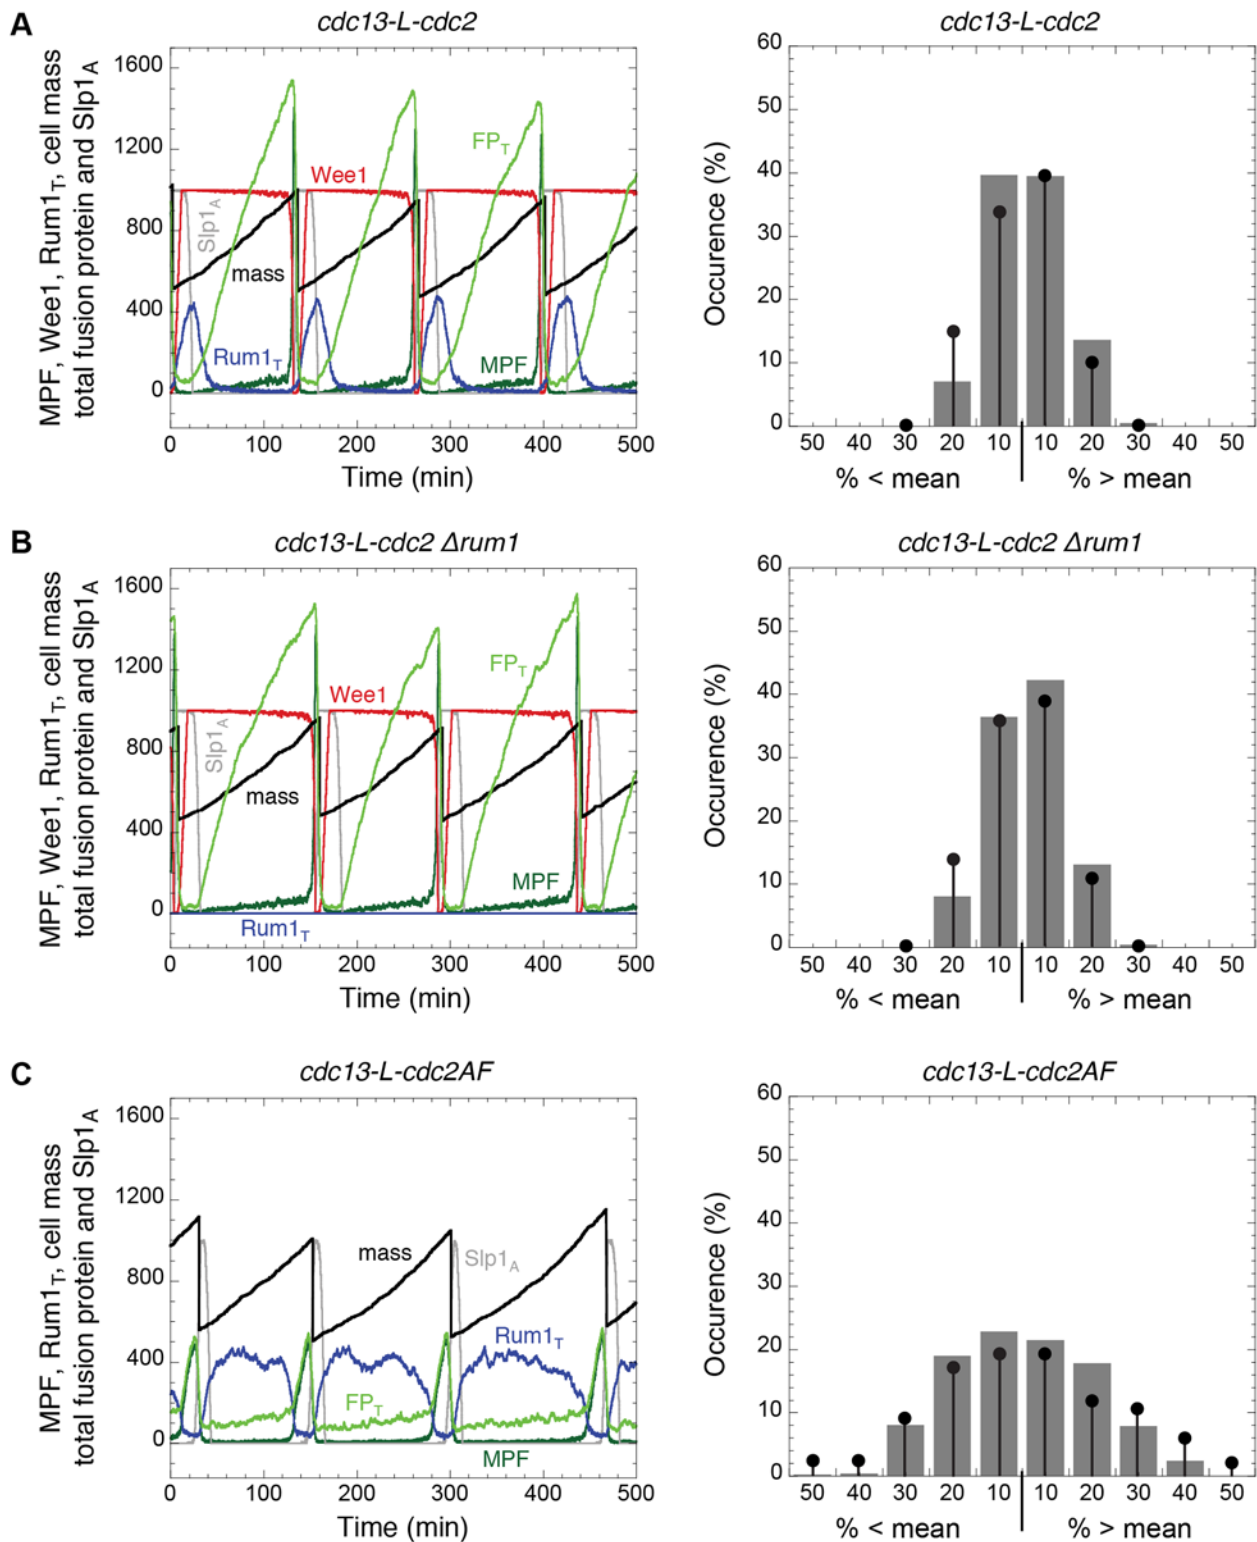 A
cdc13-L-cdc2
MPF, Wee1, Rum1T, cell mass
total fusion protein and Slp1A
1600
1200
800
400
0
FPT
Wee1
Slp1A
mass
Rum1T
MPF
0 100 200 300 400 500
Time (min)
cdc13-L-cdc2
Occurence (%)
60
50
40
30
20
10
0
50 40 30 20 10 10 20 30 40 50
% < mean % > mean
B
cdc13-L-cdc2 Δrum1
MPF, Wee1, Rum1T, cell mass
total fusion protein and Slp1A
1600
1200
800
400
0
FPT
Wee1
Slp1A
mass
MPF
Rum1T
0 100 200 300 400 500
Time (min)
cdc13-L-cdc2 Δrum1
Occurence (%)
60
50
40
30
20
10
0
50 40 30 20 10 10 20 30 40 50
% < mean % > mean
C
cdc13-L-cdc2AF
MPF, Rum1T, cell mass
total fusion protein and Slp1A
1600
1200
800
400
0
mass
Slp1A
Rum1T
FPT
MPF
0 100 200 300 400 500
Time (min)
cdc13-L-cdc2AF
Occurence (%)
60
50
40
30
20
10
0
50 40 30 20 10 10 20 30 40 50
% < mean % > mean